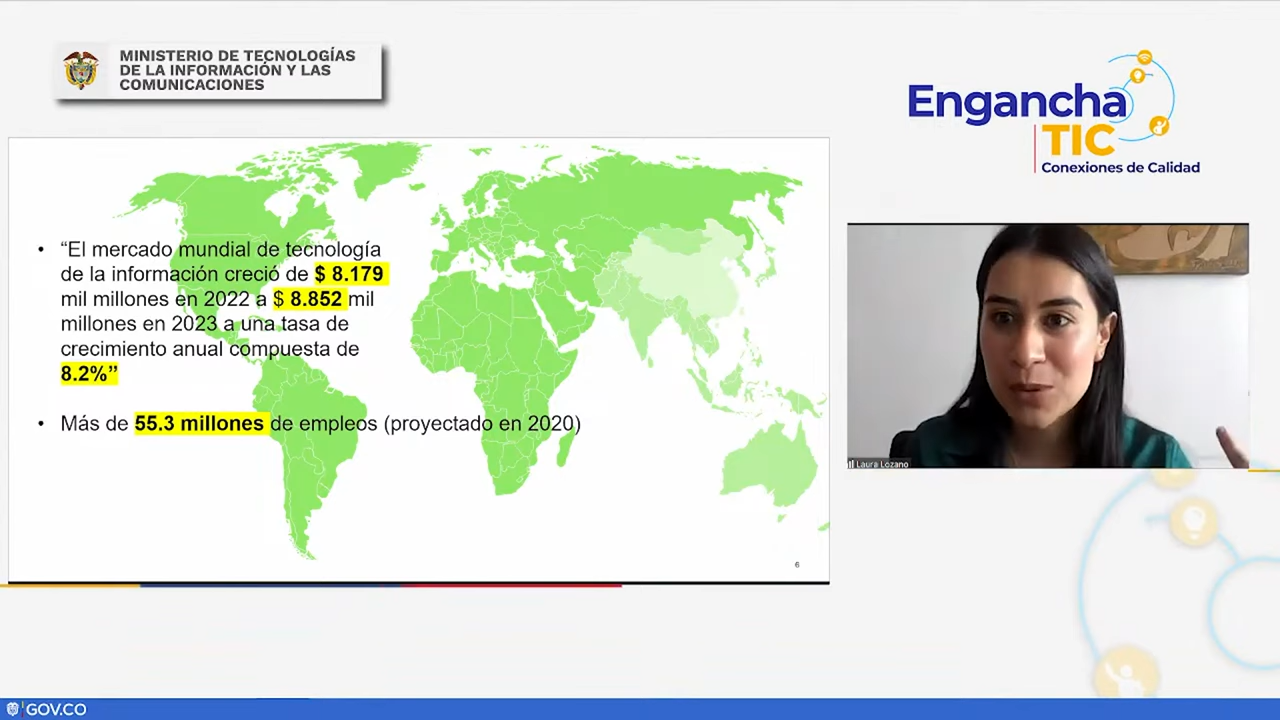 MINISTERIO DE TECNOLOGÍAS
DE LA INFORMACIÓN Y LAS
COMUNICACIONES
Engancha
TIC
Conexiones de Calidad
• “El mercado mundial de tecnología
de la información creció de $ 8.179
mil millones en 2022 a $ 8.852 mil
millones en 2023 a una tasa de
crecimiento anual compuesta de
8.2%”
• Más de 55.3 millones de empleos (proyectado en 2020)
6
Laura Lozano
GOV.CO